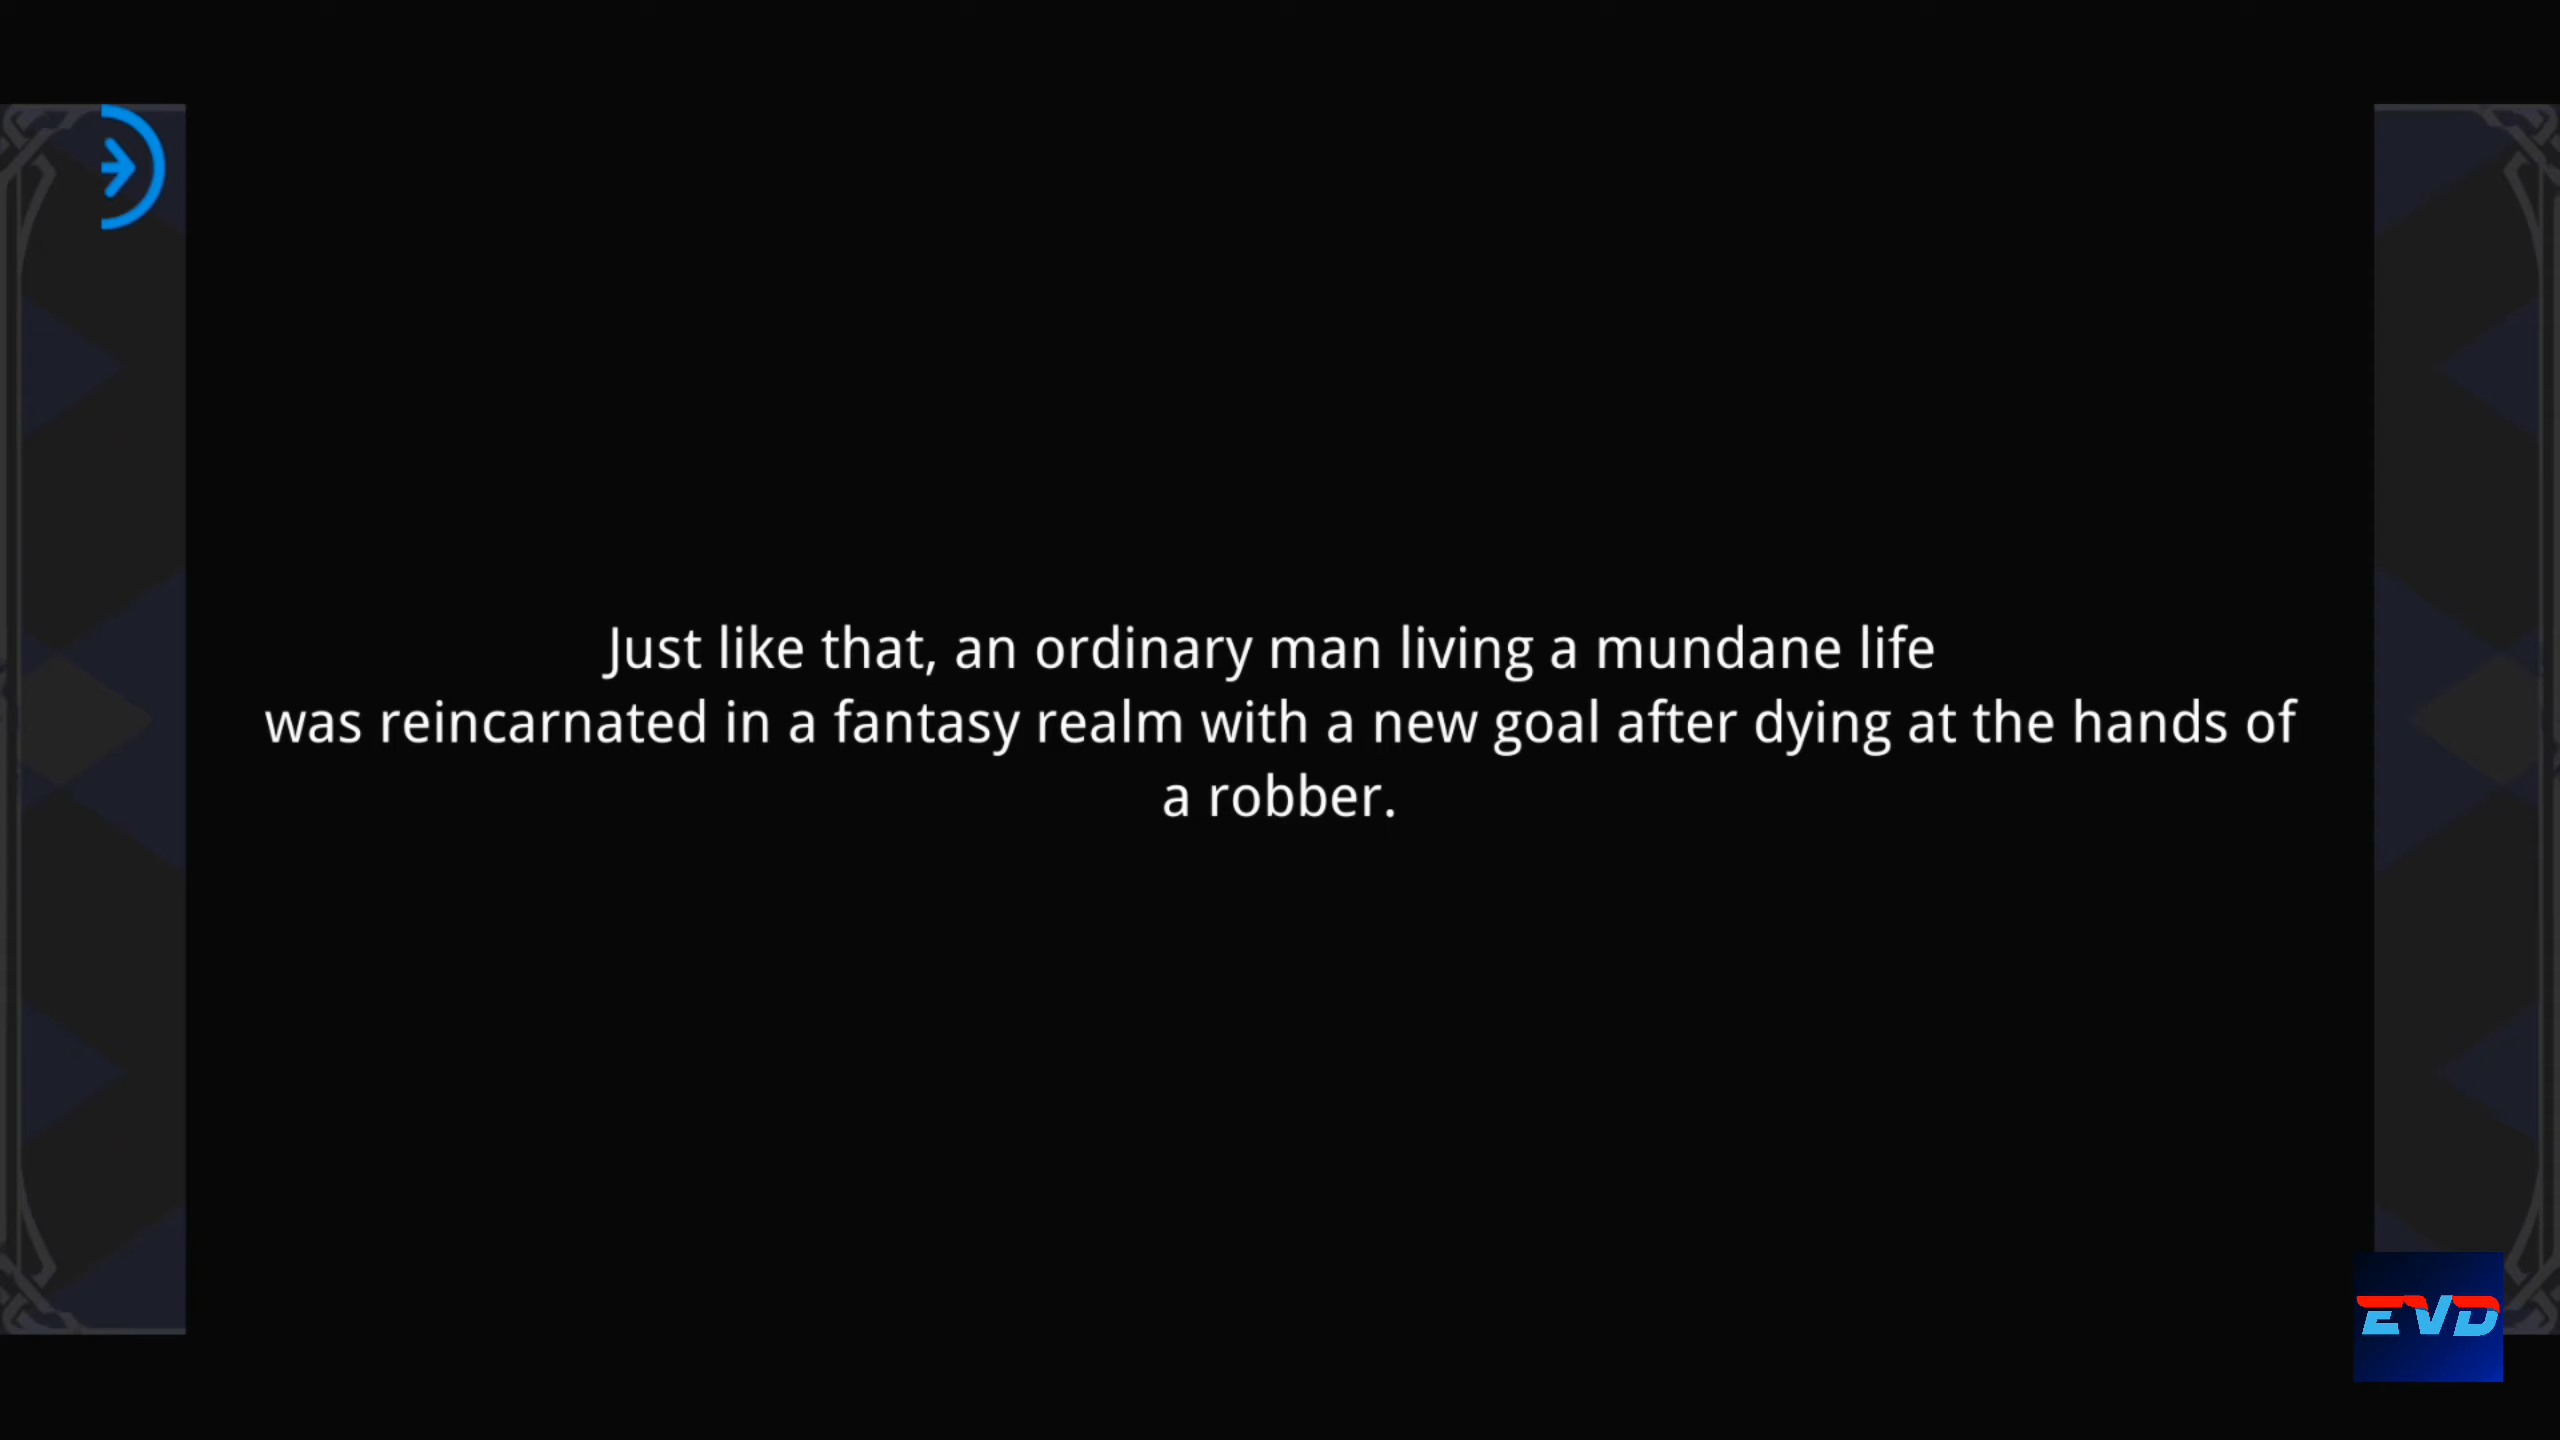 Just like that, an ordinary man living a mundane life
was reincarnated in a fantasy realm with a new goal after dying at the hands of
a robber.
EVD